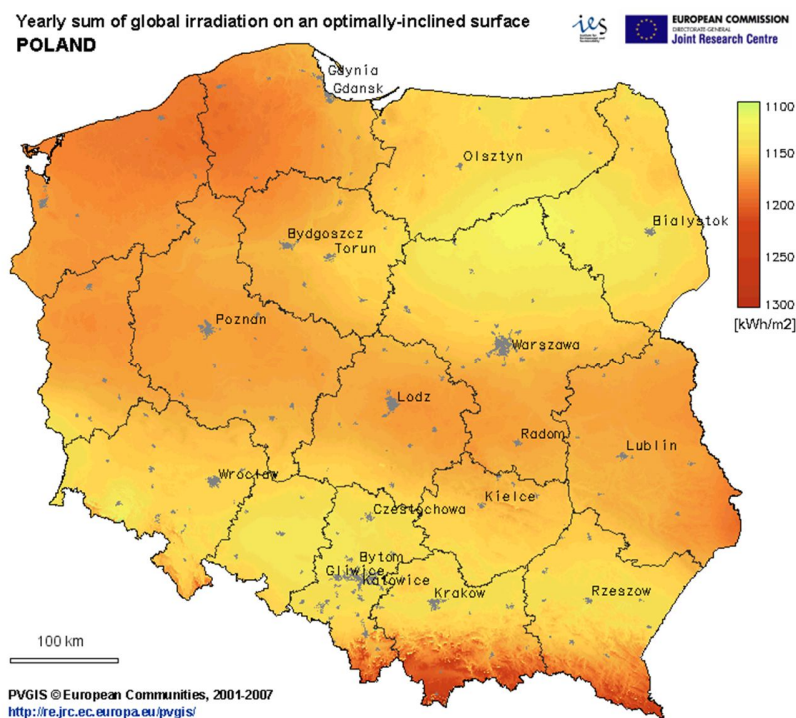 Yearly sum of global irradiation on an optimally-inclined surface
POLAND
ies
EUROPEAN COMMISSION
DIRECTORATE-GENERAL
Joint Research Centre
Gdynia
Gdansk
Olsztyn
Bialystok
Bydgoszcz
Torun
Poznan
Warszawa
Lodz
Radom
Lublin
Wroclaw
Kielce
Czestochowa
Bytom
Gliwice
Katowice
Krakow
Rzeszow
1100
1150
1200
1250
1300
[kWh/m2]
100 km
PVGIS © European Communities, 2001-2007
http://re.jrc.ec.europa.eu/pvgis/